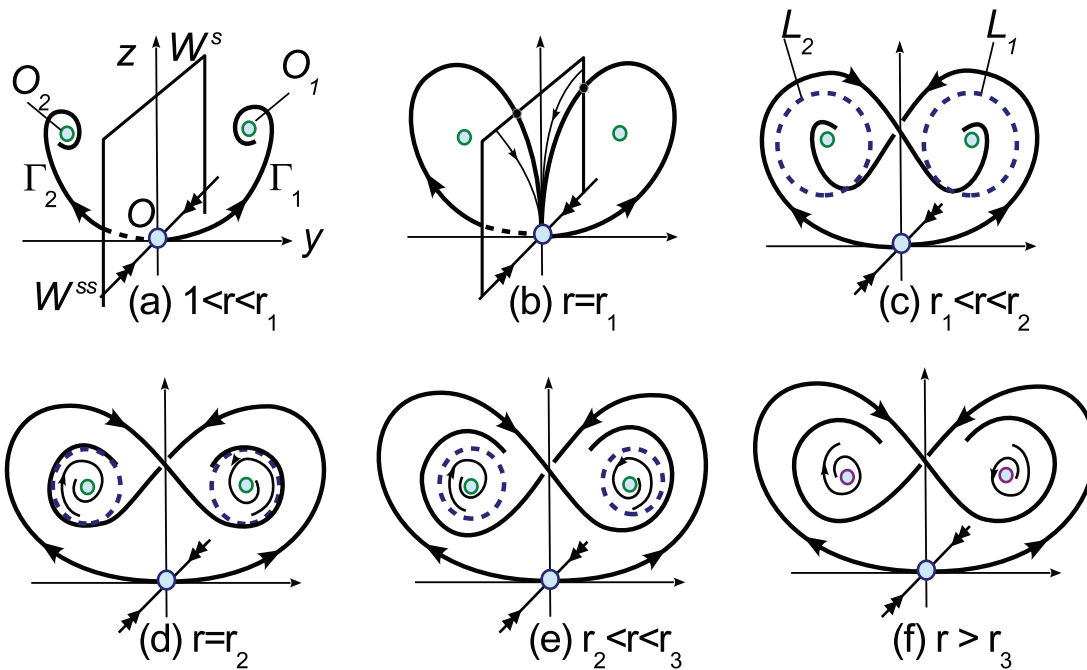 z
W^s
O_1
O_2
Γ_2
Γ_1
O
y
W^ss
(a) 1<r<r_1
(b) r=r_1
L_2
L_1
(c) r_1<r<r_2
(d) r=r_2
(e) r_2<r<r_3
(f) r > r_3